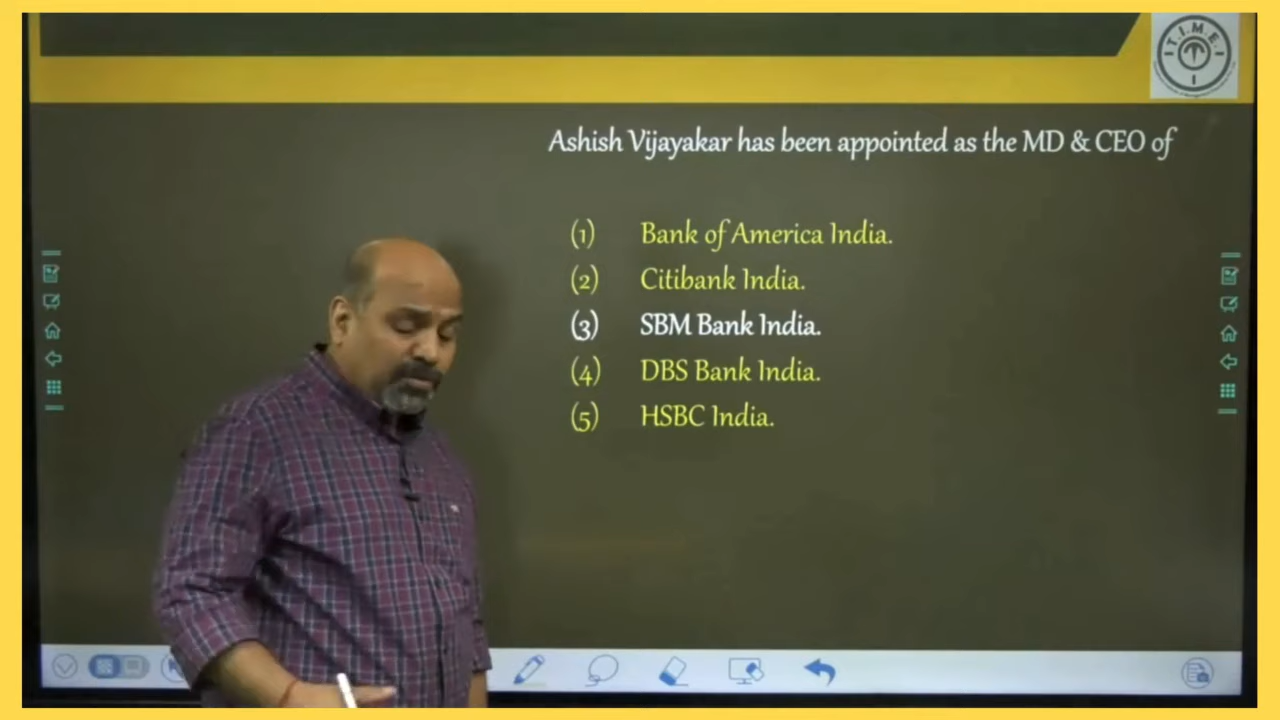 T.I.M.E.
Ashish Vijayakar has been appointed as the MD & CEO of
(1) Bank of America India.
(2) Citibank India.
(3) SBM Bank India.
(4) DBS Bank India.
(5) HSBC India.